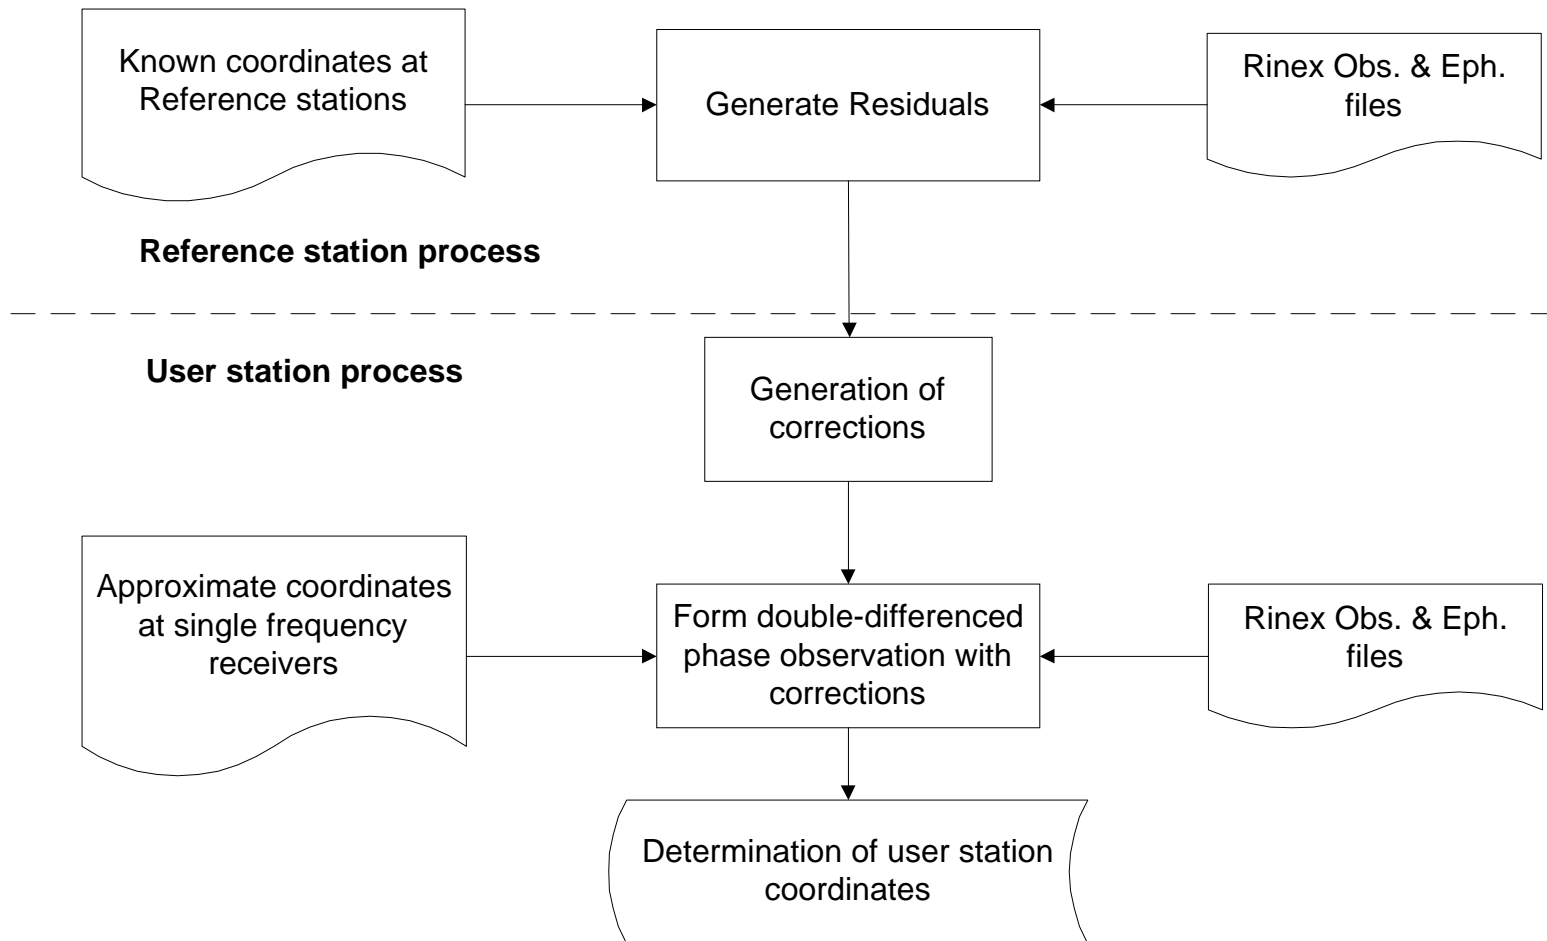 Known coordinates at
Reference stations
Generate Residuals
Rinex Obs. & Eph.
files
Reference station process
User station process
Generation of
corrections
Approximate coordinates
at single frequency
receivers
Form double-differenced
phase observation with
corrections
Rinex Obs. & Eph.
files
Determination of user station
coordinates